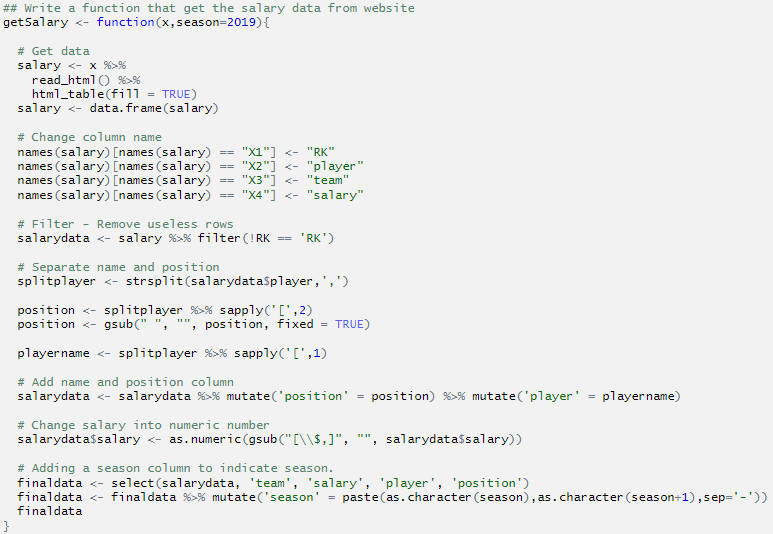 ## Write a function that get the salary data from website
getSalary <- function(x,season=2019){
# Get data
salary <- x %>%
read_html() %>%
html_table(fill = TRUE)
salary <- data.frame(salary)
# Change column name
names(salary)[names(salary) == "X1"] <- "RK"
names(salary)[names(salary) == "X2"] <- "player"
names(salary)[names(salary) == "X3"] <- "team"
names(salary)[names(salary) == "X4"] <- "salary"
# Filter - Remove useless rows
salarydata <- salary %>% filter(!RK == 'RK')
# Separate name and position
splitplayer <- strsplit(salarydata$player,',')
position <- splitplayer %>% sapply('[',2)
position <- gsub(" ", "", position, fixed = TRUE)
playername <- splitplayer %>% sapply('[',1)
# Add name and position column
salarydata <- salarydata %>% mutate('position' = position) %>% mutate('player' = playername)
# Change salary into numeric number
salarydata$salary <- as.numeric(gsub("[\\$,]", "", salarydata$salary))
# Adding a season column to indicate season.
finaldata <- select(salarydata, 'team', 'salary', 'player', 'position')
finaldata <- finaldata %>% mutate('season' = paste(as.character(season),as.character(season+1),sep='-'))
finaldata
}